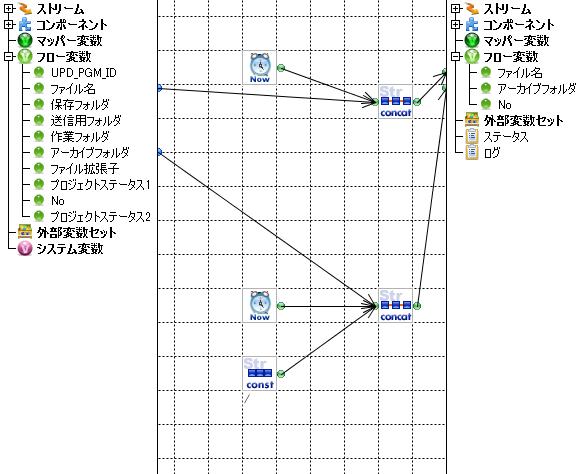 ストリーム
コンポーネント
マッパー変数
フロー変数
UPD_PGM_ID
ファイル名
保存フォルダ
送信用フォルダ
作業フォルダ
アーカイブフォルダ
ファイル拡張子
プロジェクトステータス1
No
プロジェクトステータス2
外部変数セット
システム変数
Now
Str
concat
Now
Str
concat
Str
const
/
ストリーム
コンポーネント
マッパー変数
フロー変数
ファイル名
アーカイブフォルダ
No
外部変数セット
ステータス
ログ